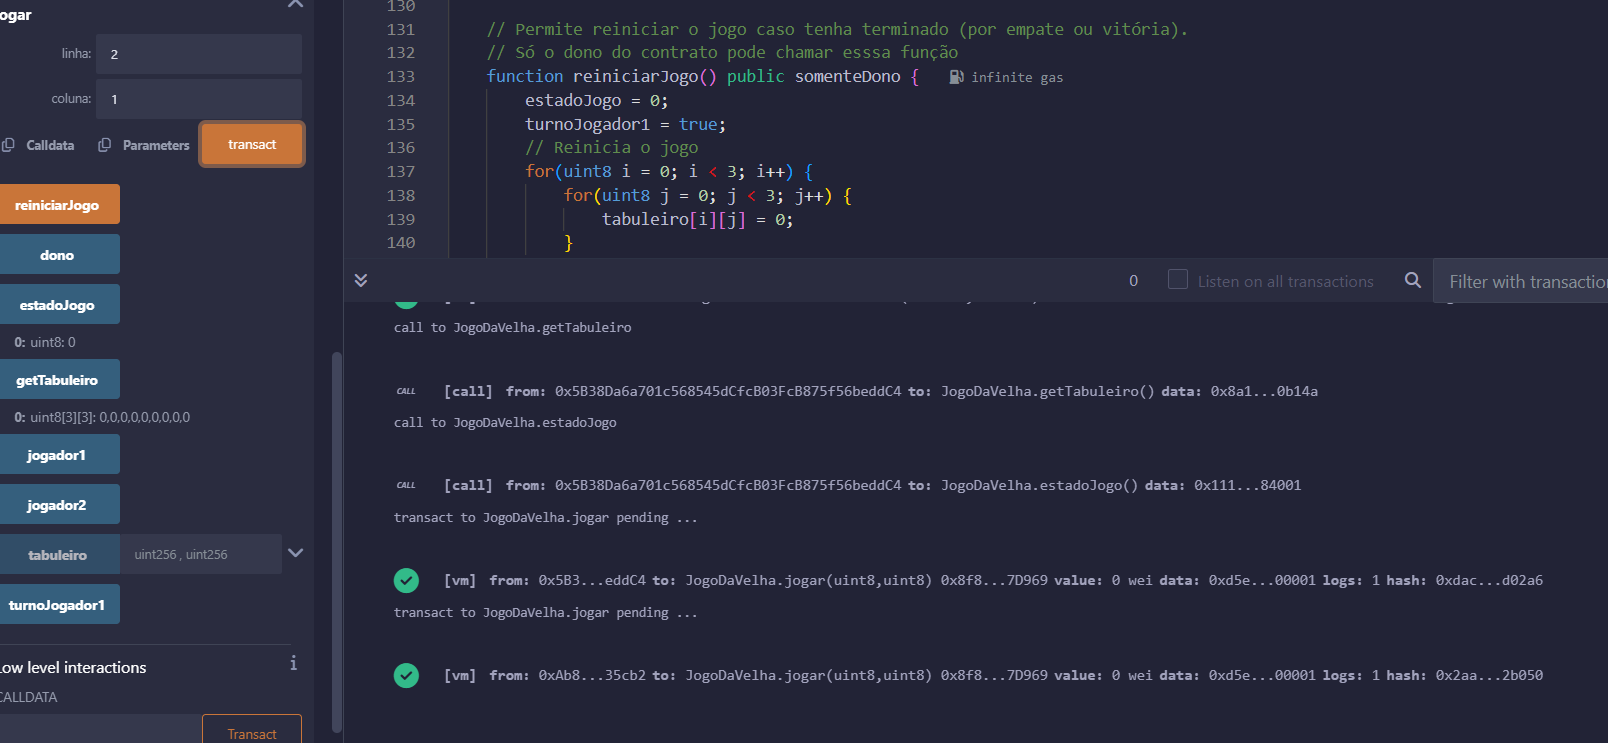 ogar
linha: 2
coluna: 1
Calldata Parameters transact
reiniciarJogo
dono
estadoJogo
0: uint8: 0
getTabuleiro
0: uint8[3][3]: 0,0,0,0,0,0,0,0,0
jogador1
jogador2
tabuleiro uint256 , uint256
turnoJogador1
Low level interactions i
CALLDATA
Transact
130
131 // Permite reiniciar o jogo caso tenha terminado (por empate ou vitória).
132 // Só o dono do contrato pode chamar esssa função
133 function reiniciarJogo() public somenteDono { infinite gas
134 estadoJogo = 0;
135 turnoJogador1 = true;
136 // Reinicia o jogo
137 for(uint8 i = 0; i < 3; i++) {
138 for(uint8 j = 0; j < 3; j++) {
139 tabuleiro[i][j] = 0;
140 }
0 Listen on all transactions Filter with transactio
call to JogoDaVelha.getTabuleiro
CALL [call] from: 0x5B38Da6a701c568545dCfcB03FcB875f56beddC4 to: JogoDaVelha.getTabuleiro() data: 0x8a1...0b14a
call to JogoDaVelha.estadoJogo
CALL [call] from: 0x5B38Da6a701c568545dCfcB03FcB875f56beddC4 to: JogoDaVelha.estadoJogo() data: 0x111...84001
transact to JogoDaVelha.jogar pending ...
[vm] from: 0x5B3...eddC4 to: JogoDaVelha.jogar(uint8,uint8) 0x8f8...7D969 value: 0 wei data: 0xd5e...00001 logs: 1 hash: 0xdac...d02a6
transact to JogoDaVelha.jogar pending ...
[vm] from: 0xAb8...35cb2 to: JogoDaVelha.jogar(uint8,uint8) 0x8f8...7D969 value: 0 wei data: 0xd5e...00001 logs: 1 hash: 0x2aa...2b050